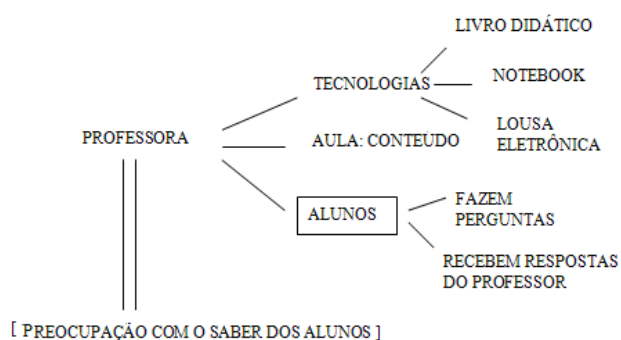 LIVRO DIDÁTICO
TECNOLOGIAS
NOTEBOOK
PROFESSORA
AULA: CONTEÚDO
LOUSA
ELETRÔNICA
ALUNOS
FAZEM
PERGUNTAS
RECEBEM RESPOSTAS
DO PROFESSOR
[ PREOCUPAÇÃO COM O SABER DOS ALUNOS ]